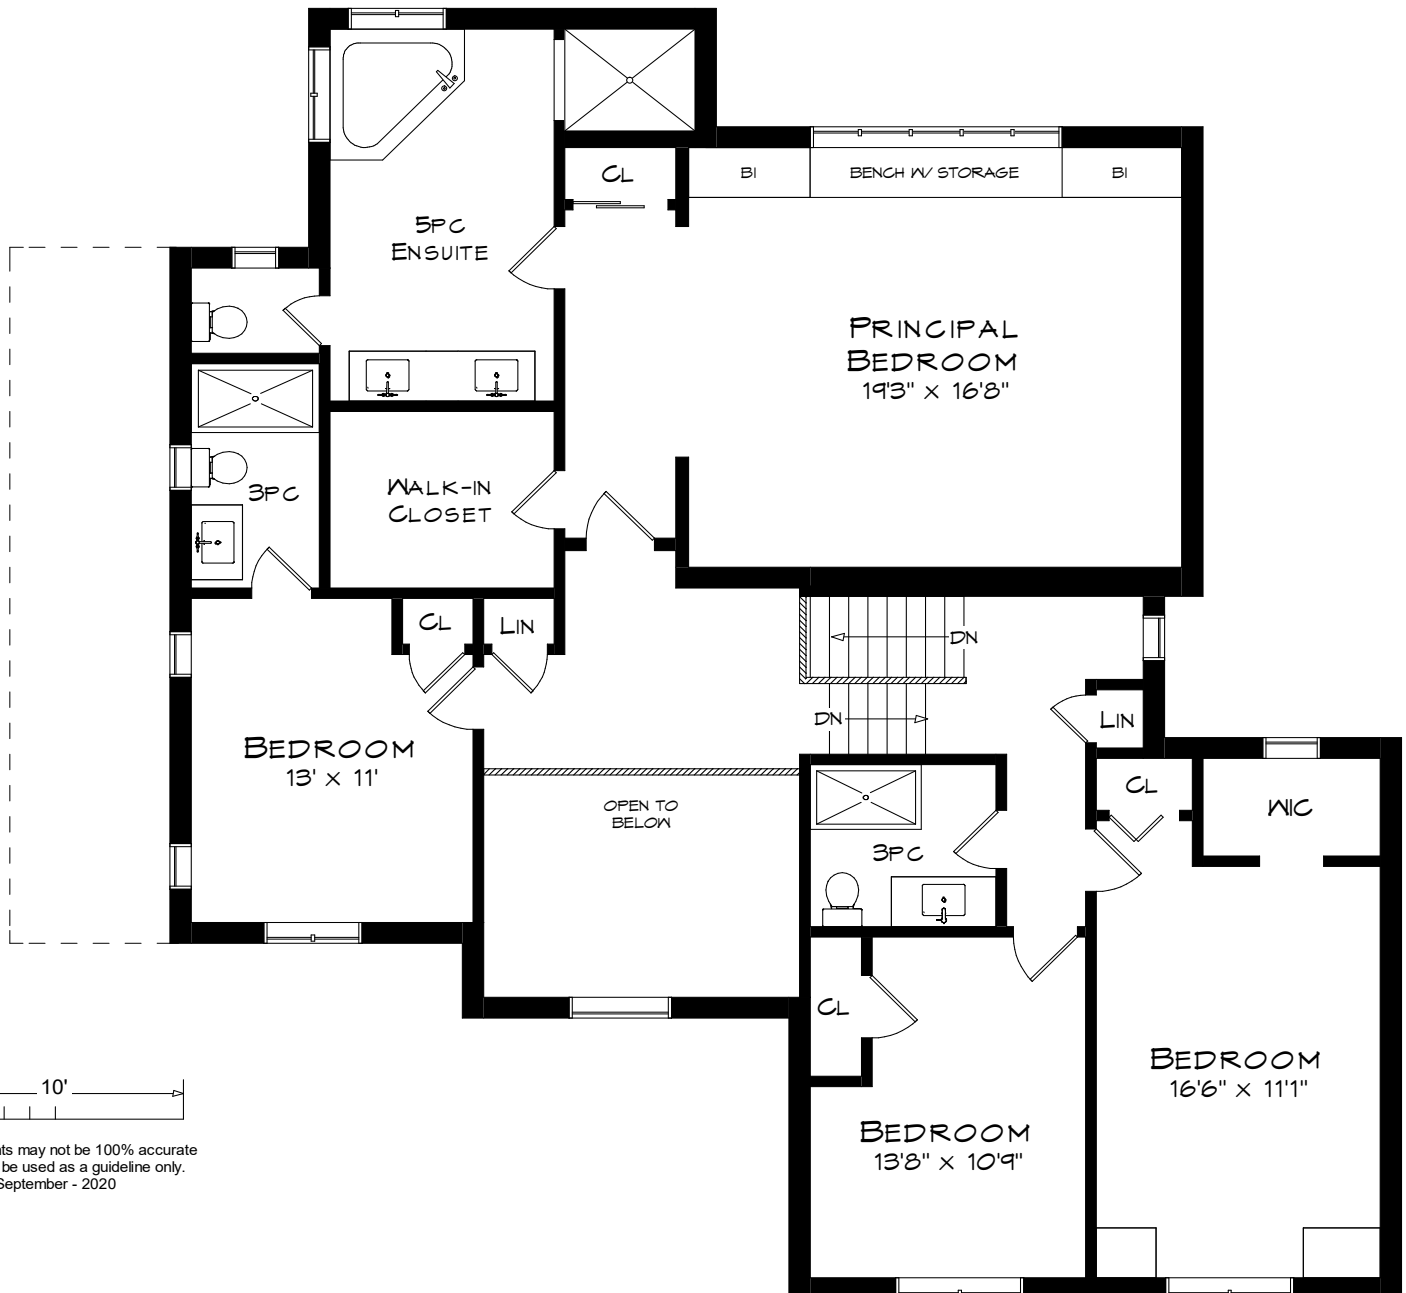 CL
BI
BENCH W/ STORAGE
BI
5PC
ENSUITE
PRINCIPAL
BEDROOM
19'3" x 16'8"
WALK-IN
CLOSET
3PC
CL
LIN
DN
DN
LIN
BEDROOM
13' x 11'
OPEN TO
BELOW
CL
WIC
3PC
CL
BEDROOM
16'6" x 11'1"
BEDROOM
13'8" x 10'9"
10'
may not be 100% accurate
be used as a guideline only.
September - 2020